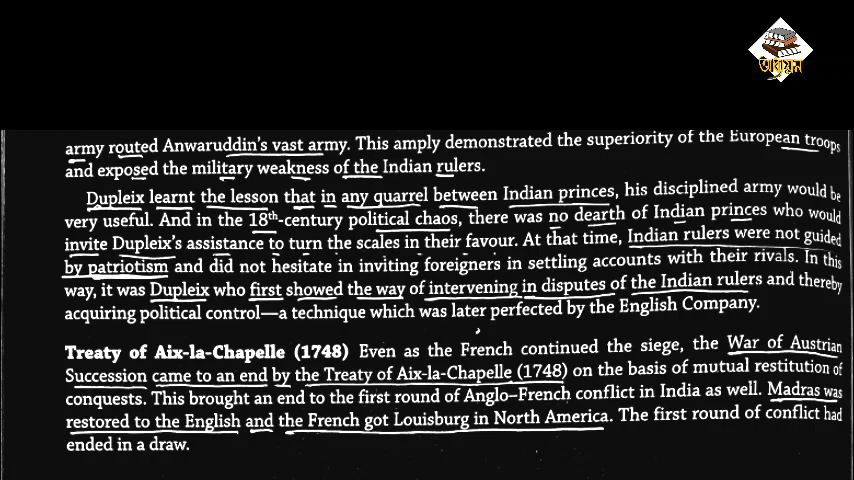 অধ্যয়ন
army routed Anwaruddin's vast army. This amply demonstrated the superiority of the European troops
and exposed the military weakness of the Indian rulers.
Dupleix learnt the lesson that in any quarrel between Indian princes, his disciplined army would be
very useful. And in the 18th-century political chaos, there was no dearth of Indian princes who would
invite Dupleix's assistance to turn the scales in their favour. At that time, Indian rulers were not guided
by patriotism and did not hesitate in inviting foreigners in settling accounts with their rivals. In this
way, it was Dupleix who first showed the way of intervening in disputes of the Indian rulers and thereby
acquiring political control—a technique which was later perfected by the English Company.
Treaty of Aix-la-Chapelle (1748) Even as the French continued the siege, the War of Austrian
Succession came to an end by the Treaty of Aix-la-Chapelle (1748) on the basis of mutual restitution of
conquests. This brought an end to the first round of Anglo–French conflict in India as well. Madras was
restored to the English and the French got Louisburg in North America. The first round of conflict had
ended in a draw.